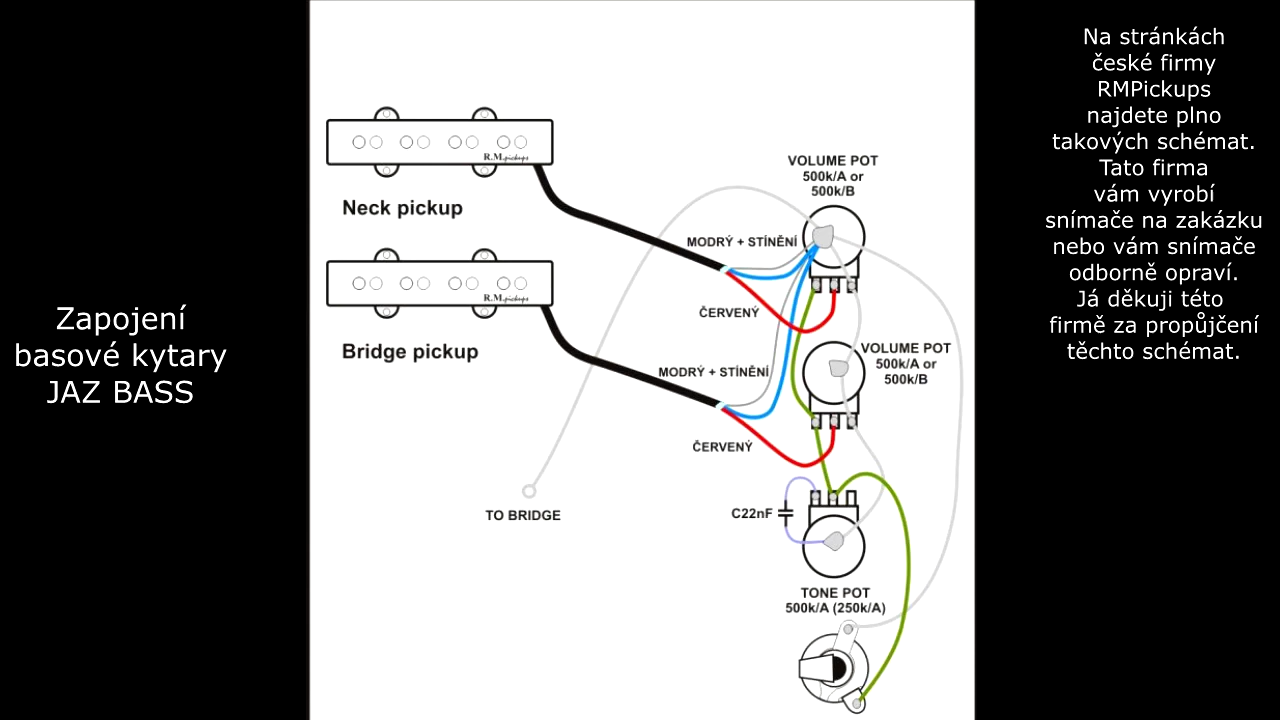 Zapojení
basové kytary
JAZ BASS
R.M.pickups
Neck pickup
R.M.pickups
Bridge pickup
VOLUME POT
500k/A or
500k/B
MODRÝ + STÍNĚNÍ
ČERVENÝ
VOLUME POT
500k/A or
500k/B
MODRÝ + STÍNĚNÍ
ČERVENÝ
TO BRIDGE
C22nF
TONE POT
500k/A (250k/A)
Na stránkách
české firmy
RMPickups
najdete plno
takových schémat.
Tato firma
vám vyrobí
snímače na zakázku
nebo vám snímače
odborně opraví.
Já děkuji této
firmě za propůjčení
těchto schémat.